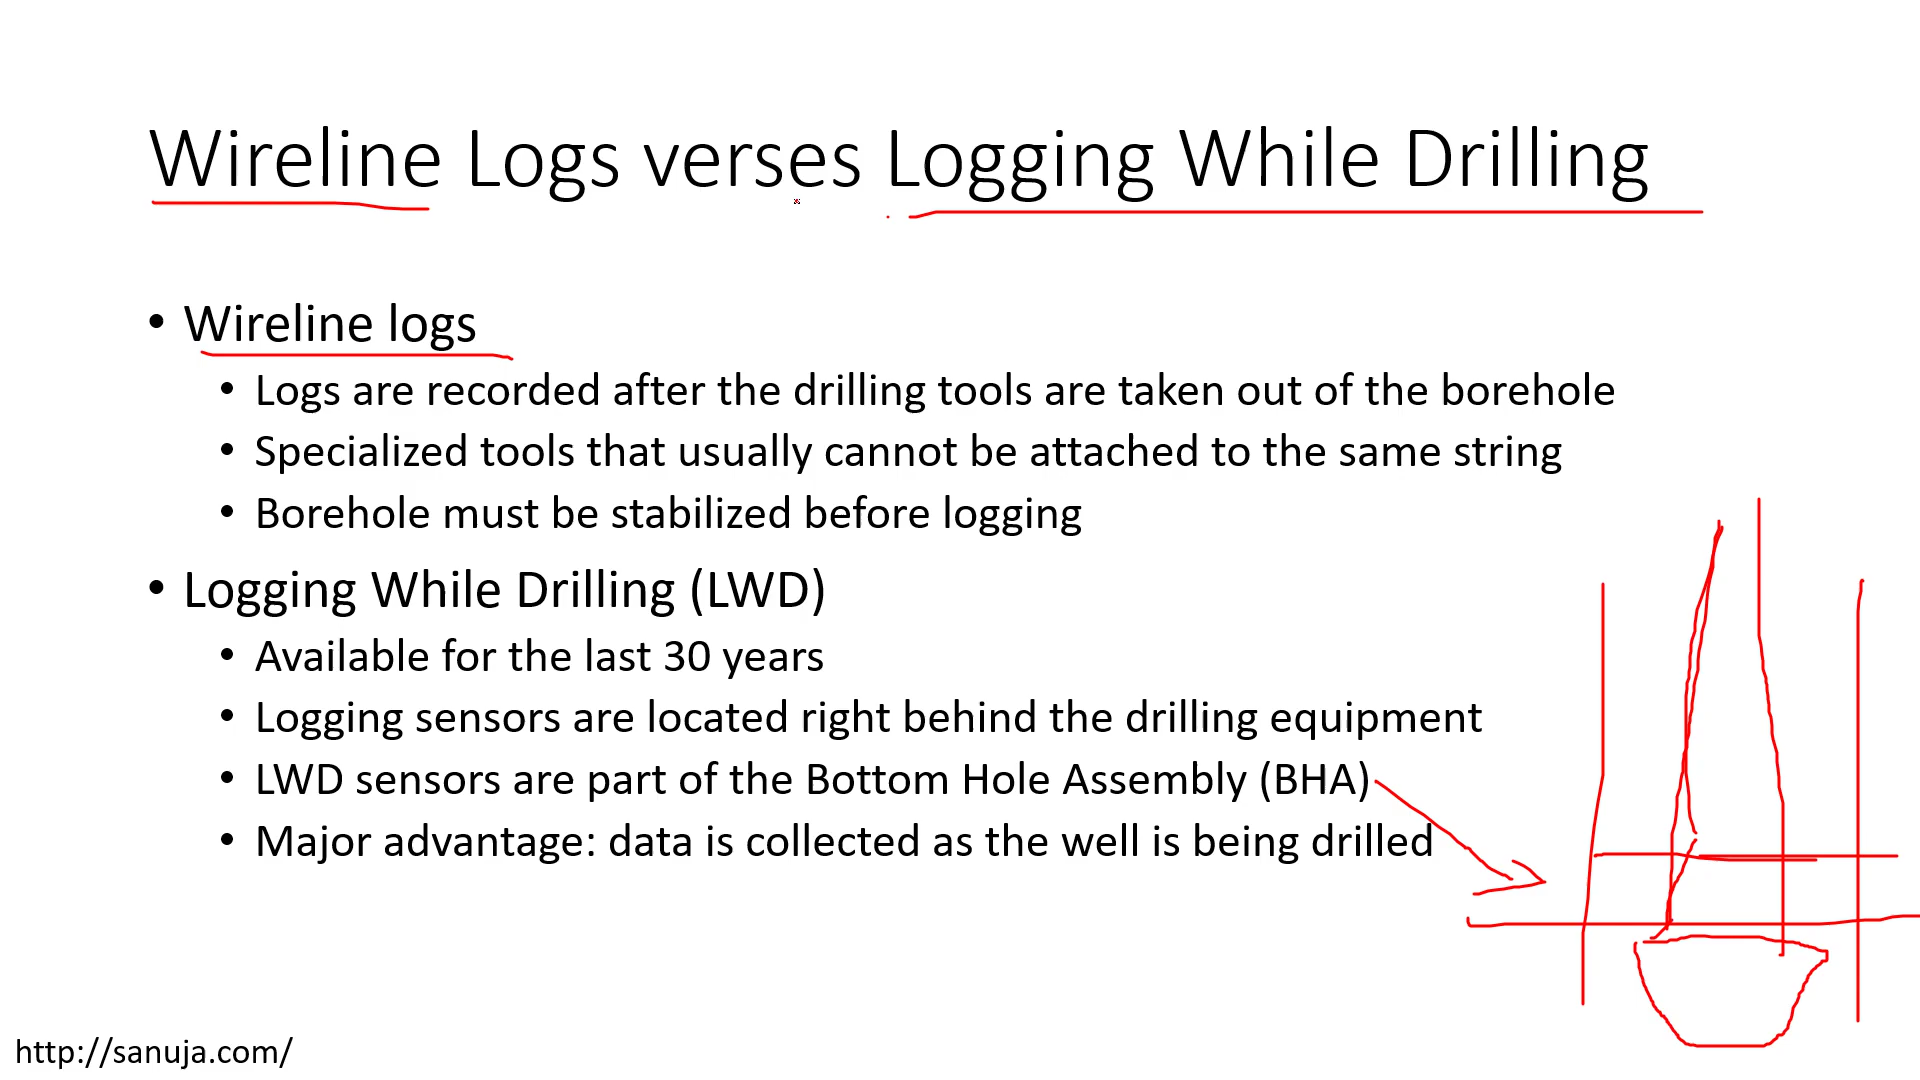 Wireline Logs verses Logging While Drilling
• Wireline logs
• Logs are recorded after the drilling tools are taken out of the borehole
• Specialized tools that usually cannot be attached to the same string
• Borehole must be stabilized before logging
• Logging While Drilling (LWD)
• Available for the last 30 years
• Logging sensors are located right behind the drilling equipment
• LWD sensors are part of the Bottom Hole Assembly (BHA)
• Major advantage: data is collected as the well is being drilled
http://sanuja.com/